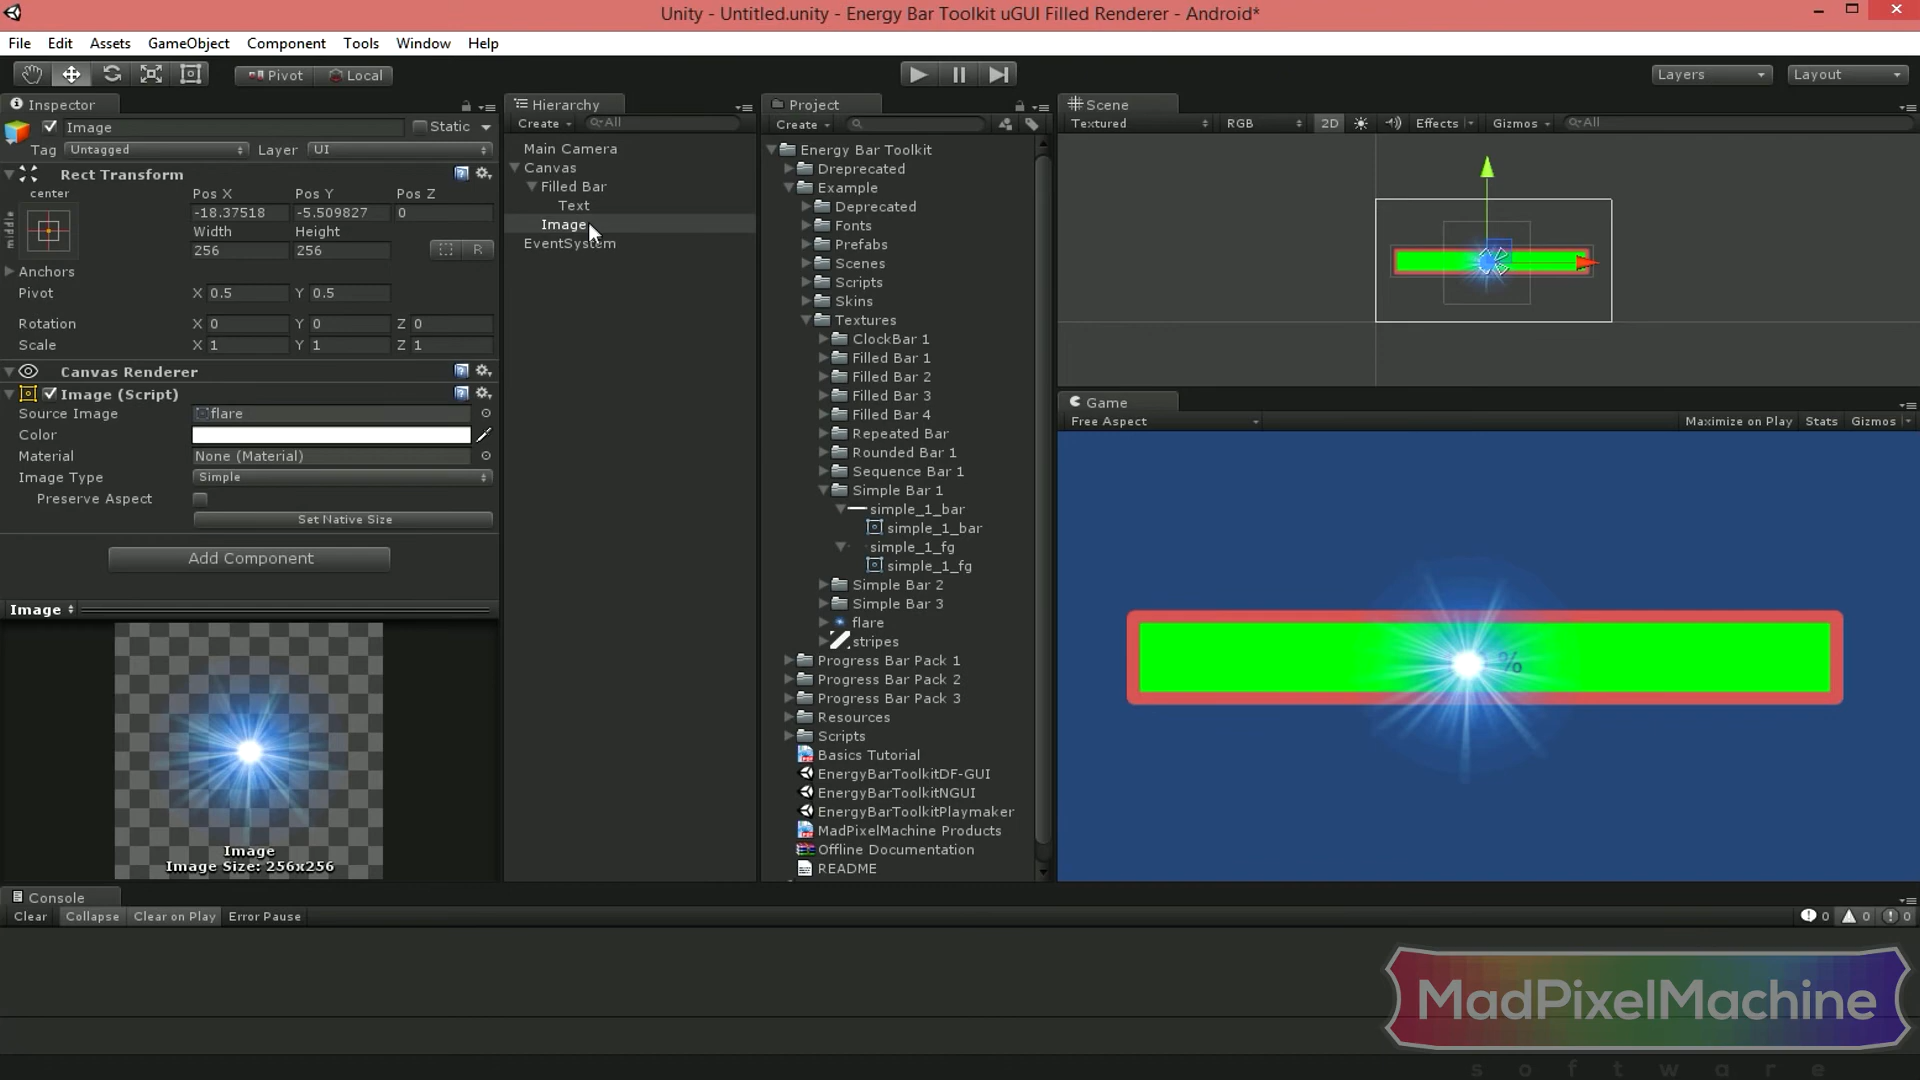 Unity - Untitled.unity - Energy Bar Toolkit uGUI Filled Renderer - Android*
File Edit Assets GameObject Component Tools Window Help
Pivot Local Layers Layout
Inspector
Image Static
Tag Untagged Layer UI
Rect Transform
center Pos X Pos Y Pos Z
middle -18.37518 -5.509827 0
Width Height
256 256 R
Anchors
Pivot X 0.5 Y 0.5
Rotation X 0 Y 0 Z 0
Scale X 1 Y 1 Z 1
Canvas Renderer
Image (Script)
Source Image flare
Color
Material None (Material)
Image Type Simple
Preserve Aspect
Set Native Size
Add Component
Image
Image
Image Size: 256x256
Hierarchy
Create All
Main Camera
Canvas
Filled Bar
Text
Image
EventSystem
Project
Create
Energy Bar Toolkit
Dreprecated
Example
Deprecated
Fonts
Prefabs
Scenes
Scripts
Skins
Textures
ClockBar 1
Filled Bar 1
Filled Bar 2
Filled Bar 3
Filled Bar 4
Repeated Bar
Rounded Bar 1
Sequence Bar 1
Simple Bar 1
simple_1_bar
simple_1_bar
simple_1_fg
simple_1_fg
Simple Bar 2
Simple Bar 3
flare
stripes
Progress Bar Pack 1
Progress Bar Pack 2
Progress Bar Pack 3
Resources
Scripts
Basics Tutorial
EnergyBarToolkitDF-GUI
EnergyBarToolkitNGUI
EnergyBarToolkitPlaymaker
MadPixelMachine Products
Offline Documentation
README
Scene
Textured RGB 2D Effects Gizmos All
Game
Free Aspect Maximize on Play Stats Gizmos
%
Console
Clear Collapse Clear on Play Error Pause 0 0 0
MadPixelMachine
software